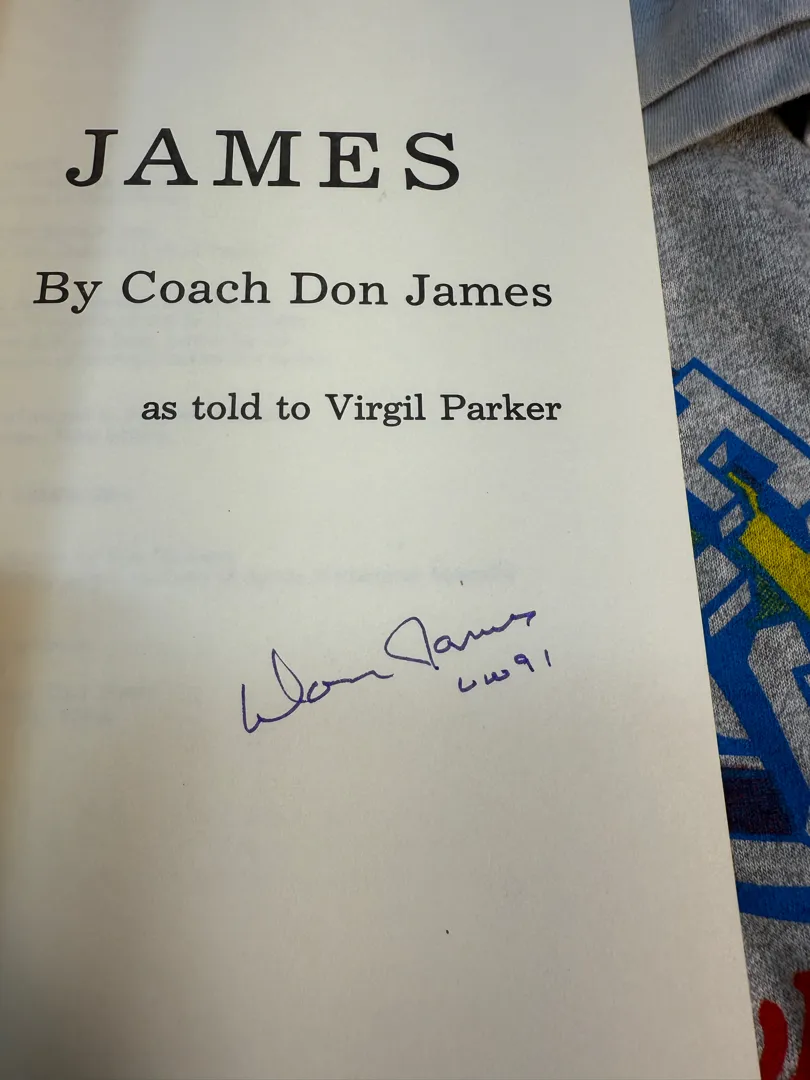 JAMES
By Coach Don James
as told to Virgil Parker
Don James
UW91